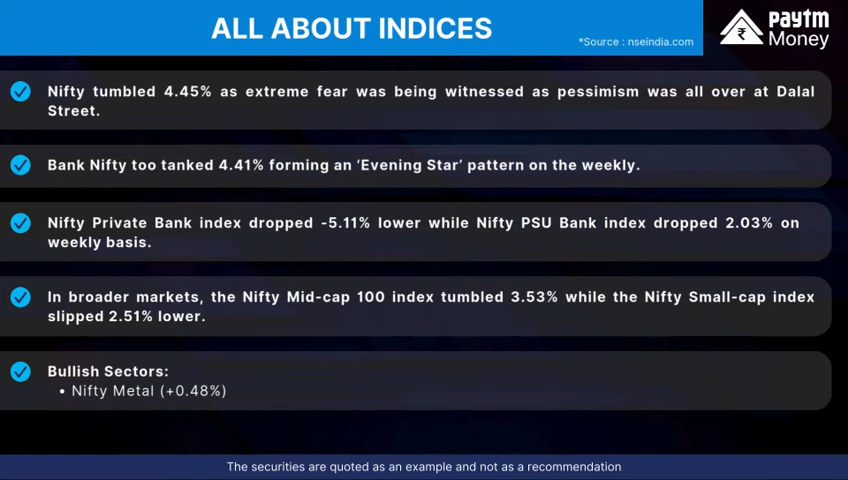 ALL ABOUT INDICES
*Source : nseindia.com
paytm
Money
Nifty tumbled 4.45% as extreme fear was being witnessed as pessimism was all over at Dalal
Street.
Bank Nifty too tanked 4.41% forming an ‘Evening Star’ pattern on the weekly.
Nifty Private Bank index dropped -5.11% lower while Nifty PSU Bank index dropped 2.03% on
weekly basis.
In broader markets, the Nifty Mid-cap 100 index tumbled 3.53% while the Nifty Small-cap index
slipped 2.51% lower.
Bullish Sectors:
• Nifty Metal (+0.48%)
The securities are quoted as an example and not as a recommendation